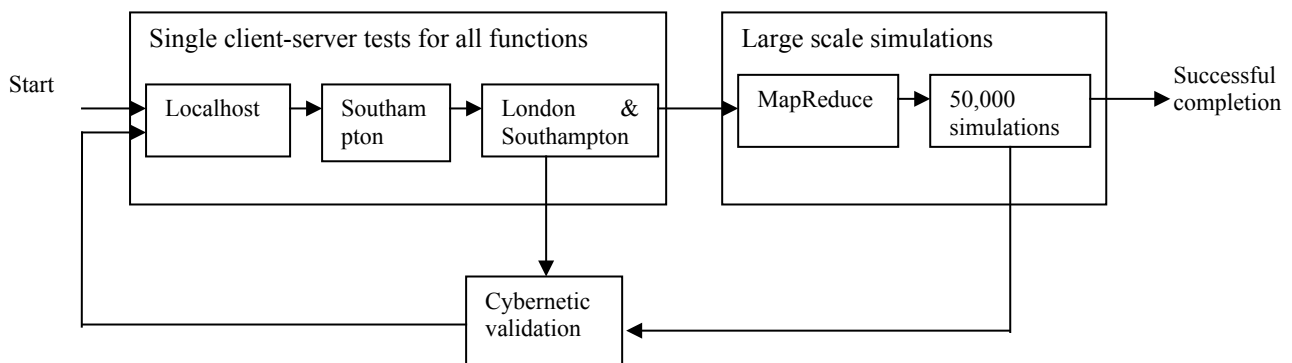 Single client-server tests for all functions
Large scale simulations
Start
Localhost
Southam
pton
London &
Southampton
MapReduce
50,000
simulations
Successful
completion
Cybernetic
validation